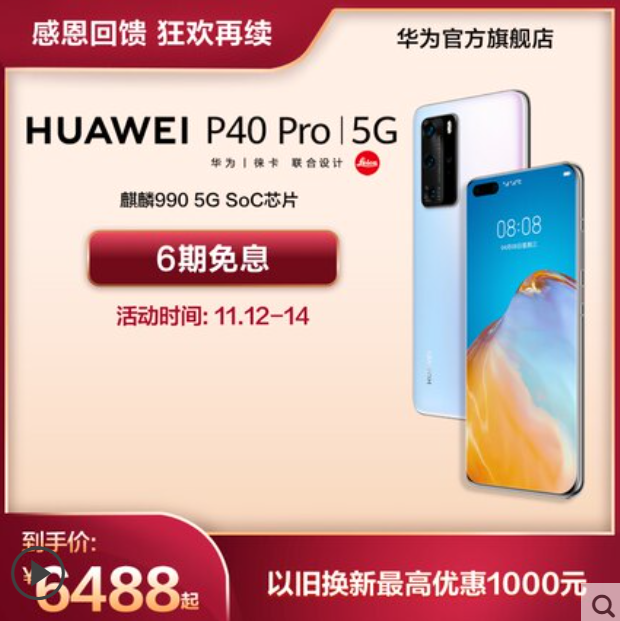 感恩回馈 狂欢再续
华为官方旗舰店
HUAWEI P40 Pro|5G
华为|徕卡 联合设计 Leica
麒麟990 5G SoC芯片
6期免息
活动时间: 11.12-14
08:08
HUAWEI
到手价:
¥6488起
以旧换新最高优惠1000元